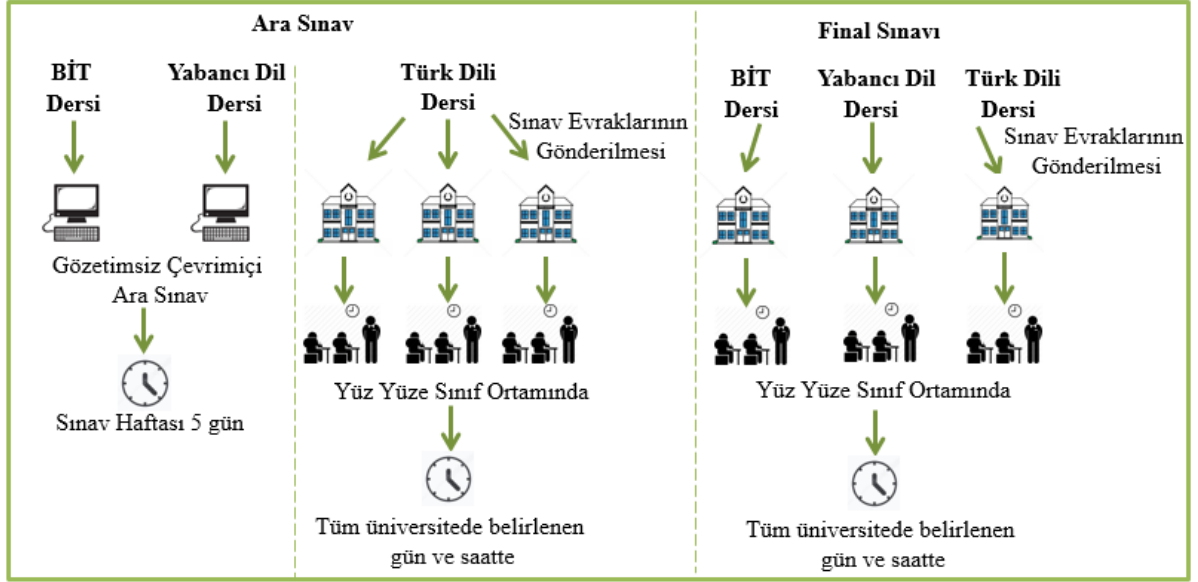 Ara Sınav
BİT
Dersi
Yabancı Dil
Dersi
Gözetimsiz Çevrimiçi
Ara Sınav
Sınav Haftası 5 gün
Türk Dili
Dersi
Sınav Evraklarının
Gönderilmesi
Yüz Yüze Sınıf Ortamında
Tüm üniversitede belirlenen
gün ve saatte
Final Sınavı
BİT
Dersi
Yabancı Dil
Dersi
Türk Dili
Dersi
Sınav Evraklarının
Gönderilmesi
Yüz Yüze Sınıf Ortamında
Tüm üniversitede belirlenen
gün ve saatte